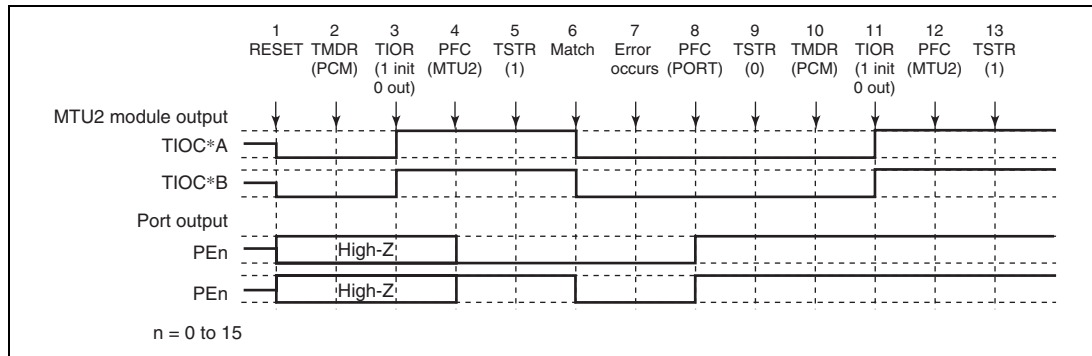 1 2 3 4 5 6 7 8 9 10 11 12 13
RESET TMDR TIOR PFC TSTR Match Error PFC TSTR TMDR TIOR PFC TSTR
(PCM) (1 init (MTU2) (1) occurs (PORT) (0) (PCM) (1 init (MTU2) (1)
0 out) 0 out)
MTU2 module output
TIOC*A
TIOC*B
Port output
PEn High-Z
PEn High-Z
n = 0 to 15